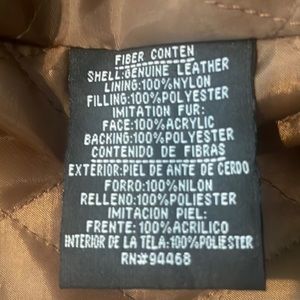 FIBER CONTEN
SHELL:GENUINE LEATHER
LINING:100%NYLON
FILLING:100%POLYESTER
IMITATION FUR:
FACE:100%ACRYLIC
BACKING:100%POLYESTER
CONTENIDO DE FIBRAS
EXTERIOR:PIEL DE ANTE DE CERDO
FORRO:100%NILON
RELLENO:100%POLIESTER
IMITACION PIEL:
FRENTE: 100%ACRILICO
INTERIOR DE LA TELA:100%POLIESTER
RN#94468